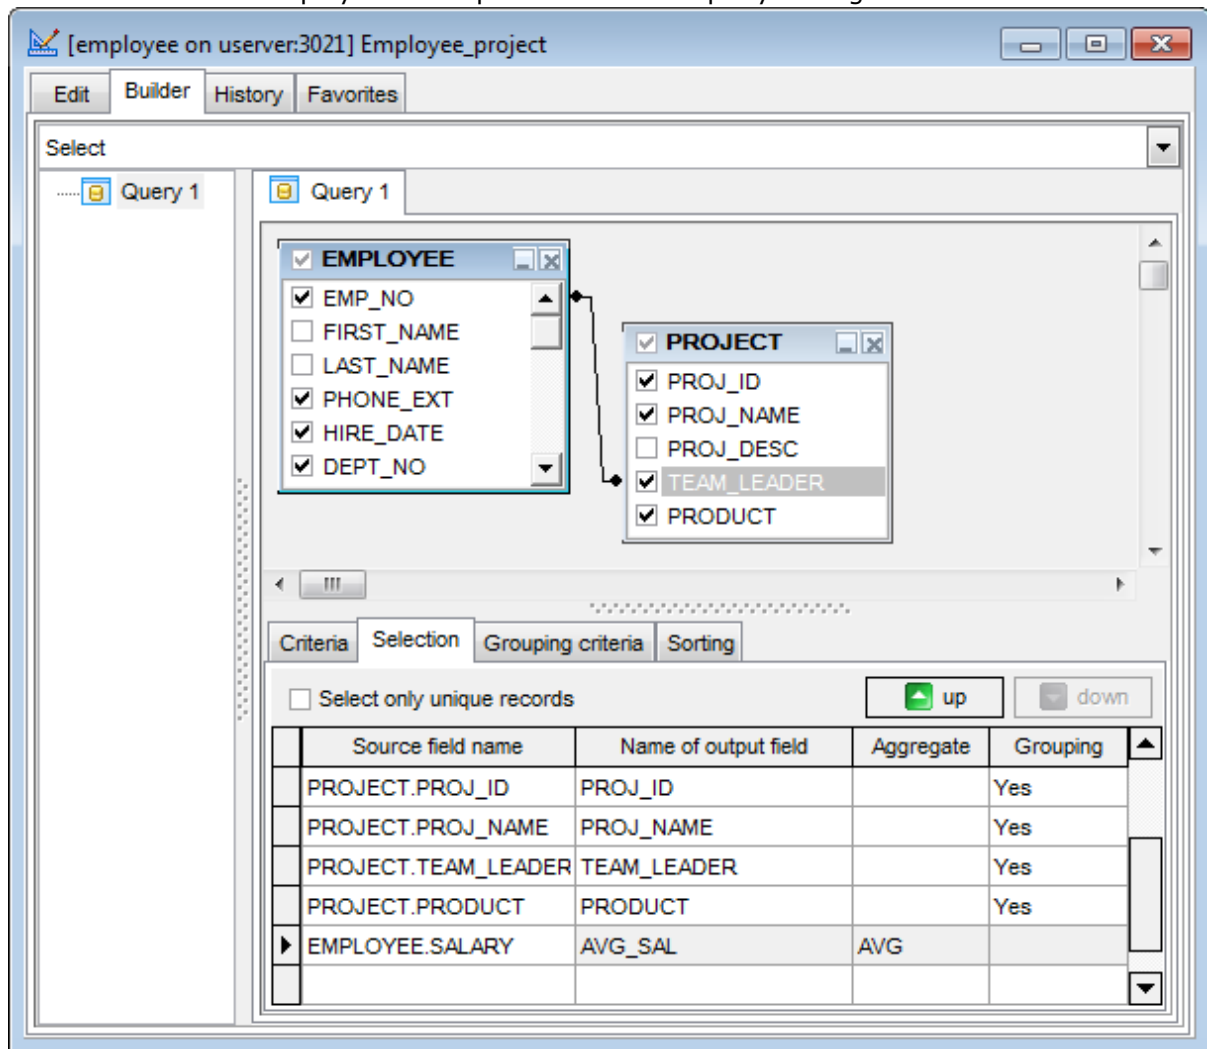 [employee on userver:3021] Employee_project
Edit Builder History Favorites
Select
Query 1
Query 1
EMPLOYEE
EMP_NO
FIRST_NAME
LAST_NAME
PHONE_EXT
HIRE_DATE
DEPT_NO
PROJECT
PROJ_ID
PROJ_NAME
PROJ_DESC
TEAM_LEADER
PRODUCT
Criteria Selection Grouping criteria Sorting
Select only unique records up down
Source field name Name of output field Aggregate Grouping
PROJECT.PROJ_ID PROJ_ID Yes
PROJECT.PROJ_NAME PROJ_NAME Yes
PROJECT.TEAM_LEADER TEAM_LEADER Yes
PROJECT.PRODUCT PRODUCT Yes
EMPLOYEE.SALARY AVG_SAL AVG